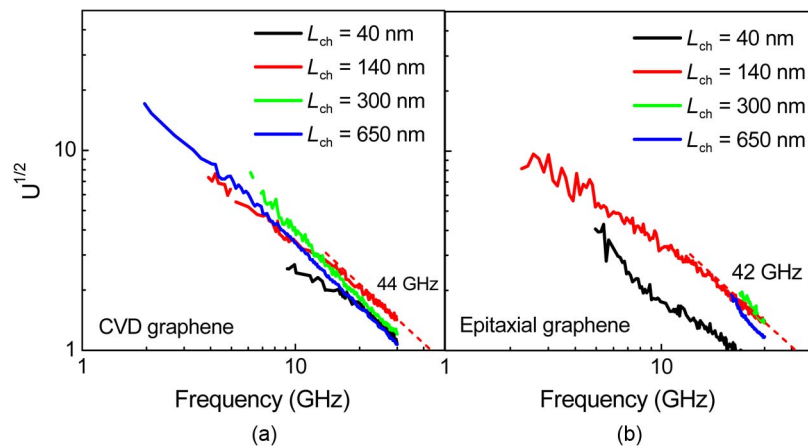 L_ch = 40 nm
L_ch = 140 nm
L_ch = 300 nm
L_ch = 650 nm
10
1
U^1/2
44 GHz
CVD graphene
1
10
Frequency (GHz)
(a)
L_ch = 40 nm
L_ch = 140 nm
L_ch = 300 nm
L_ch = 650 nm
42 GHz
Epitaxial graphene
1
10
Frequency (GHz)
(b)